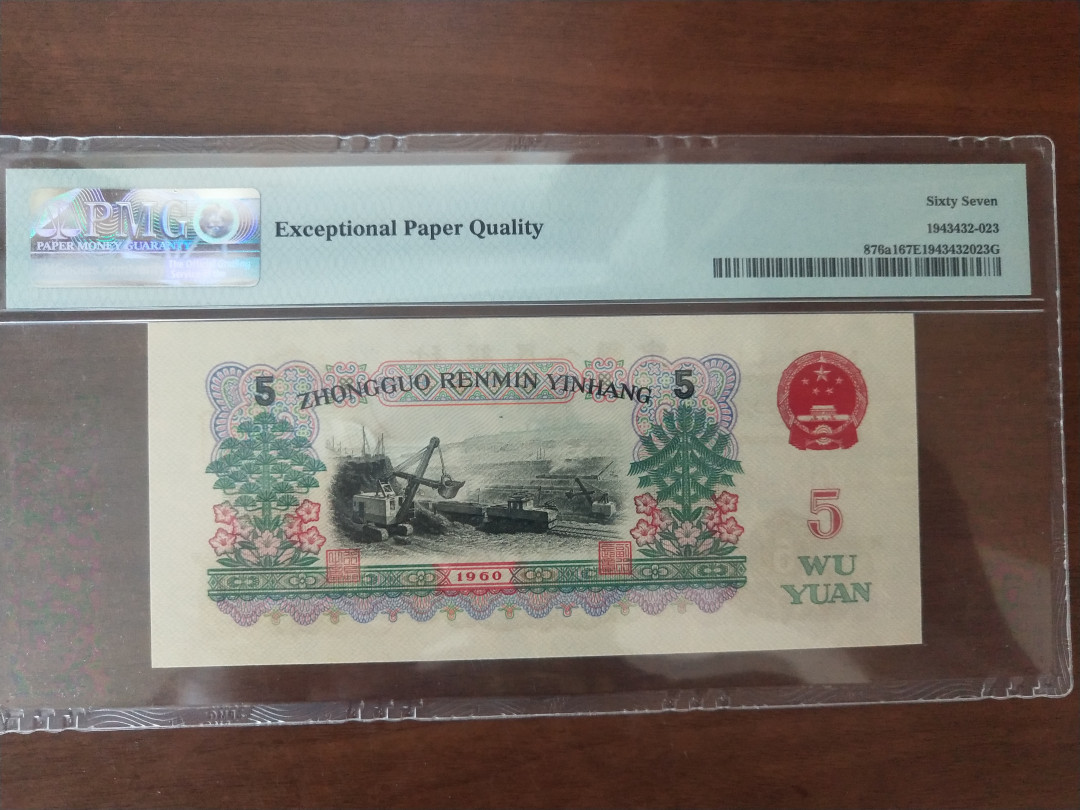 PMG
PAPER MONEY GUARANTY
Exceptional Paper Quality
Sixty Seven
1943432-023
876a167E1943432023G
5
ZHONGGUO RENMIN YINHANG
5
1960
5
WU
YUAN